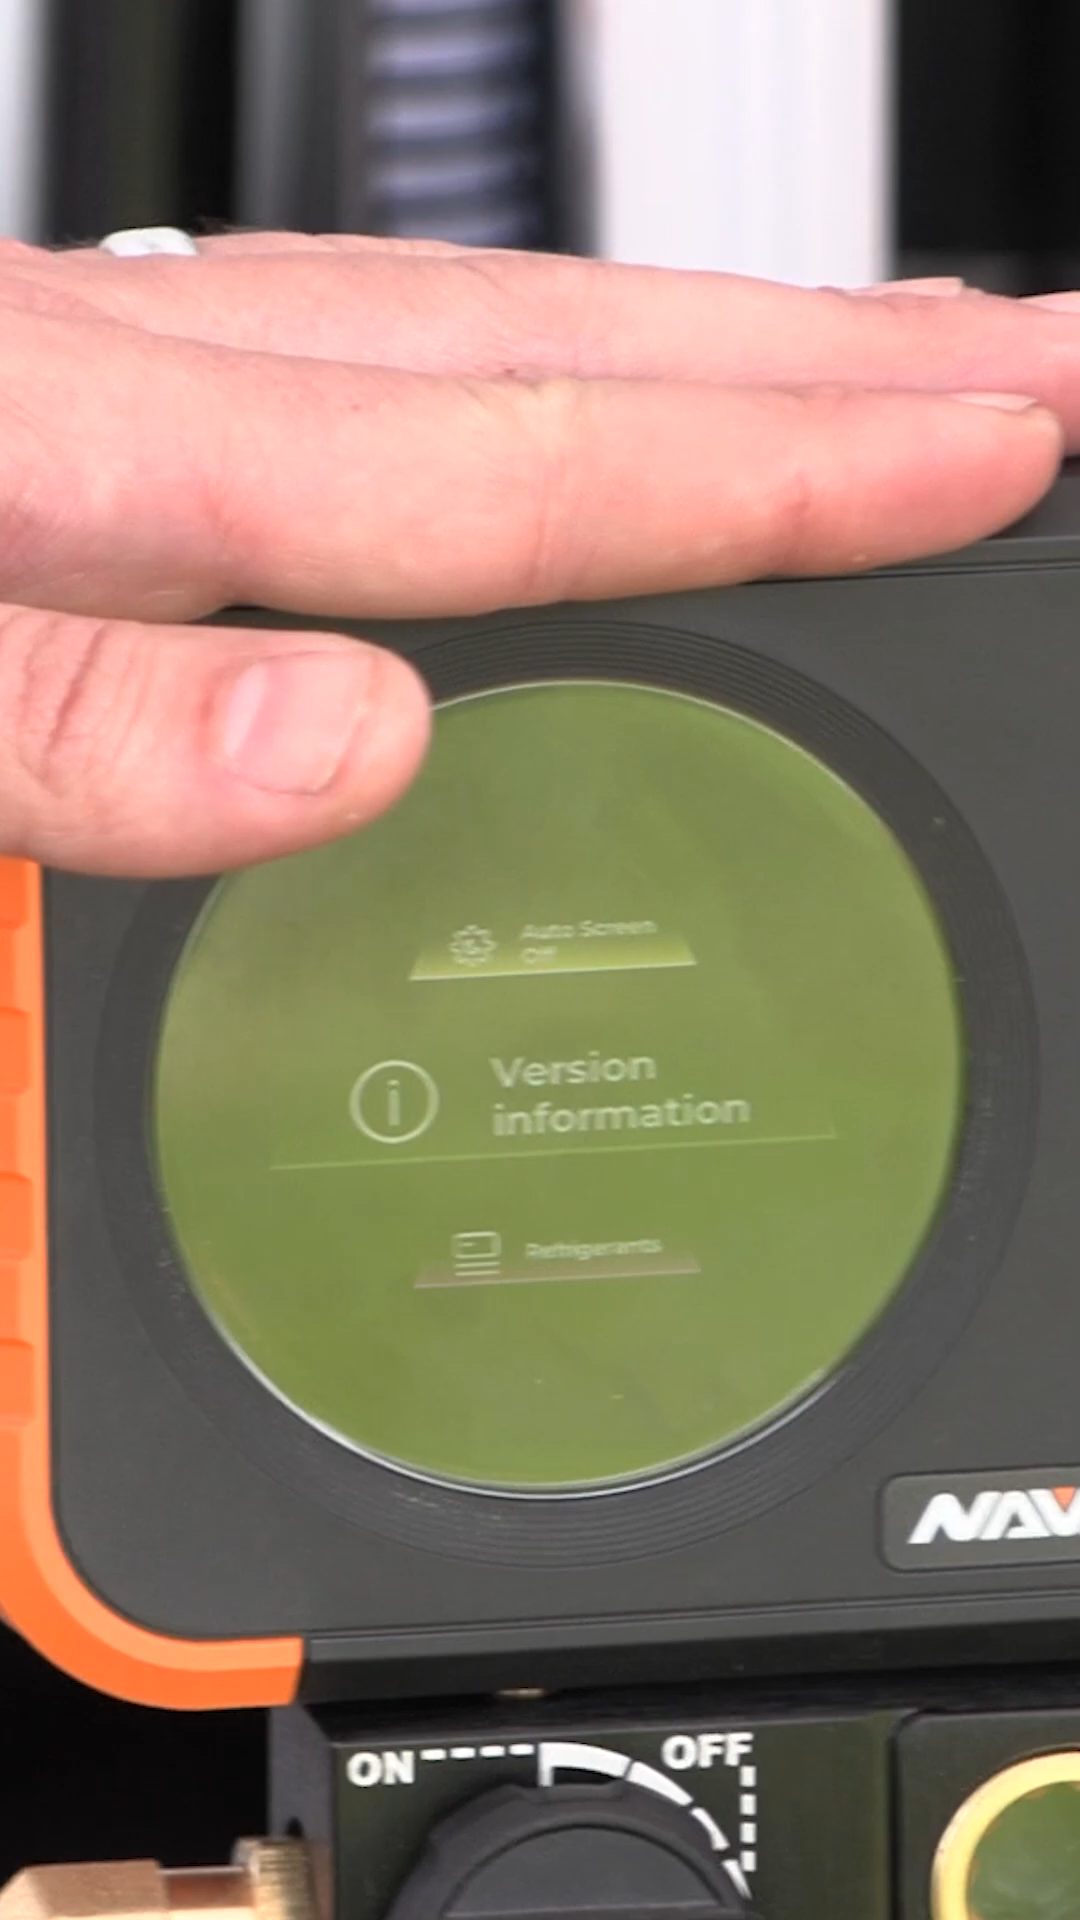 Auto Screen
Off
Version
information
Refrigerants
NAV
ON
OFF